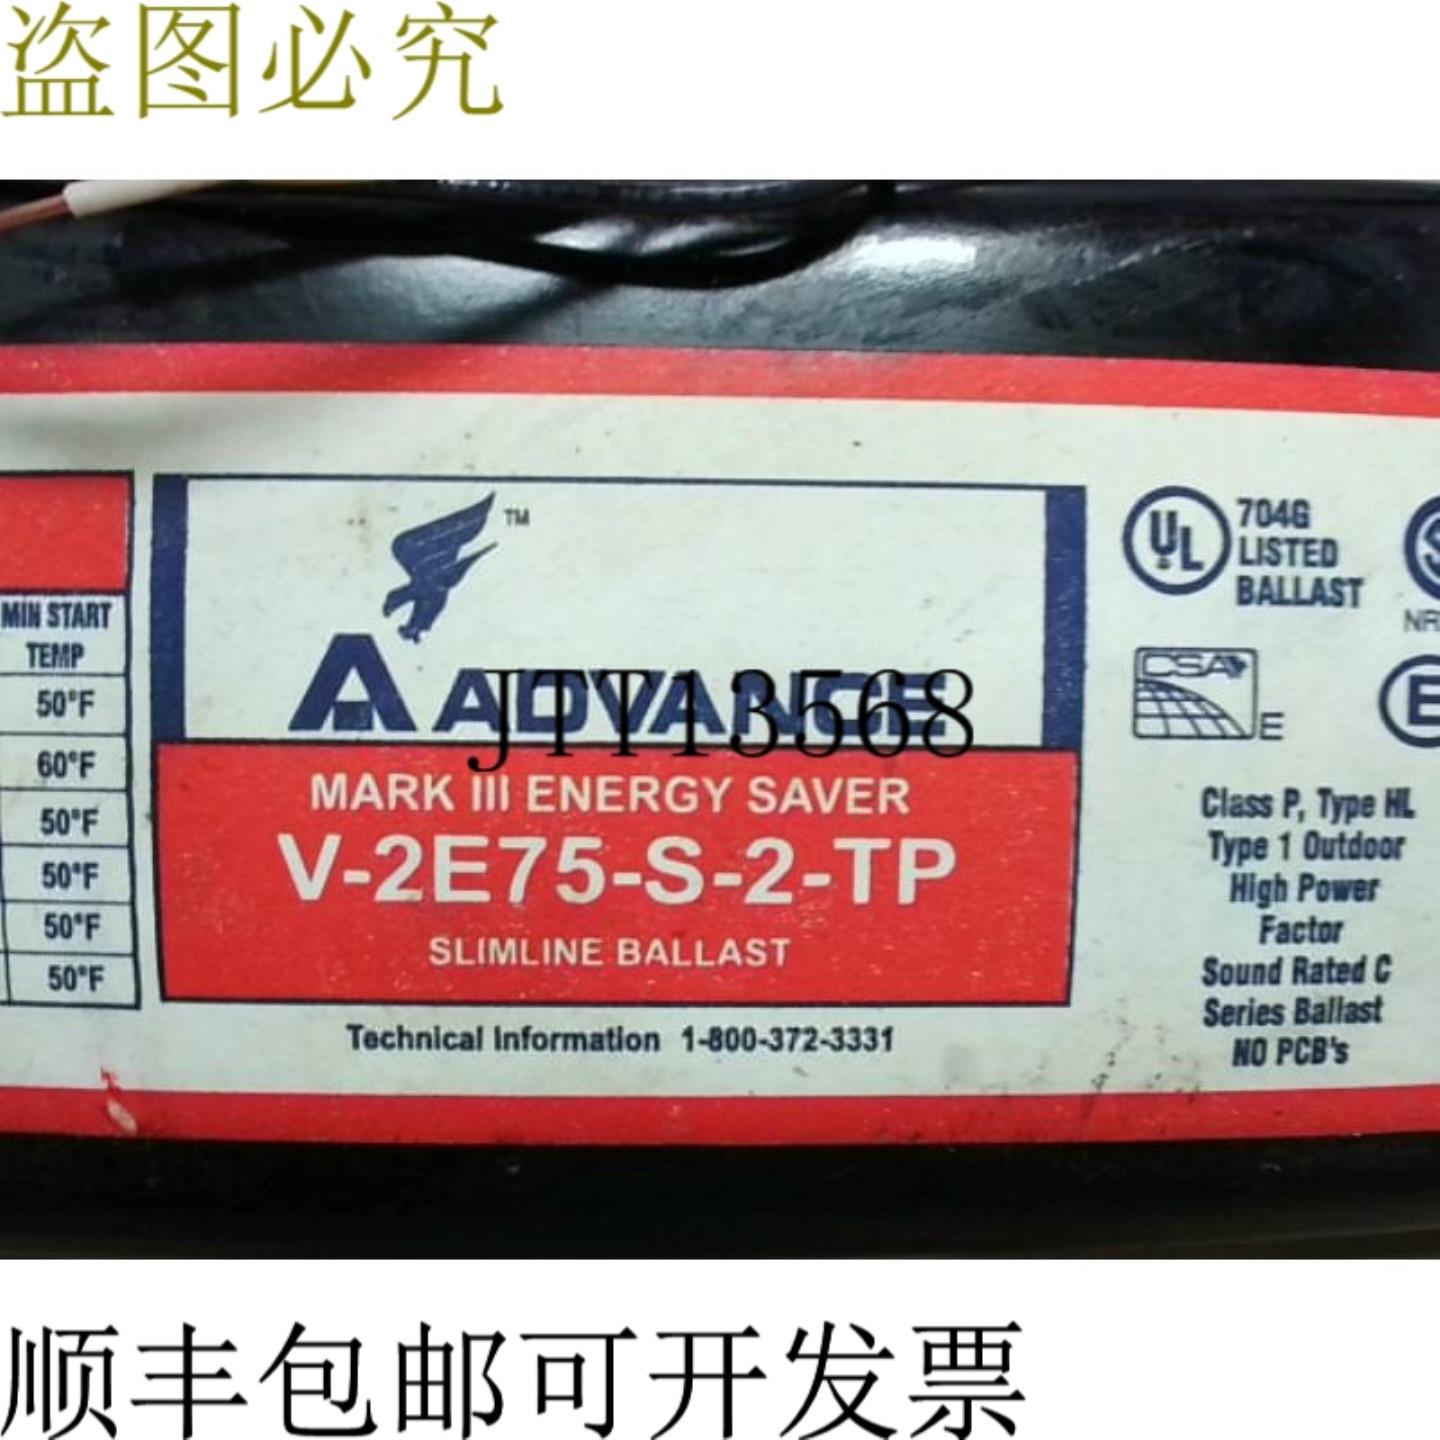 盗图必究
MIN START
TEMP
50°F
60°F
50°F
50°F
50°F
50°F
TM
ADVANCE
JTT13568
MARK III ENERGY SAVER
V-2E75-S-2-TP
SLIMLINE BALLAST
Technical Information 1-800-372-3331
UL
704G
LISTED
BALLAST
NR
CSA
E
E
Class P, Type HL
Type 1 Outdoor
High Power
Factor
Sound Rated C
Series Ballast
NO PCB's
顺丰包邮可开发票